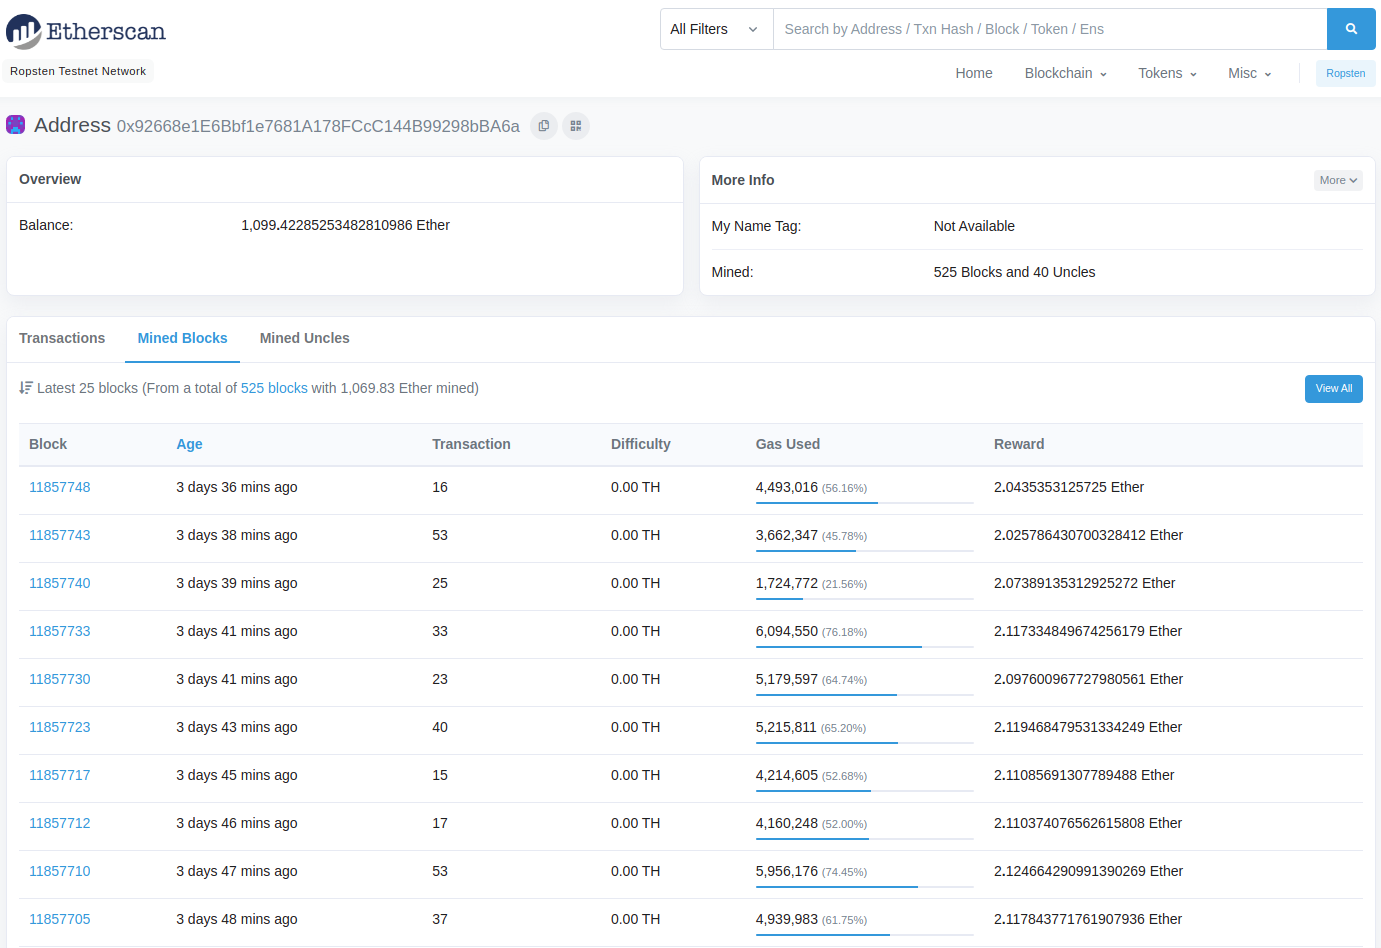 Etherscan
All Filters
Search by Address / Txn Hash / Block / Token / Ens
Ropsten Testnet Network
Home Blockchain Tokens Misc Ropsten
Address 0x92668e1E6Bbf1e7681A178FCcC144B99298bBA6a
Overview
Balance: 1,099.42285253482810986 Ether
More Info More
My Name Tag: Not Available
Mined: 525 Blocks and 40 Uncles
Transactions Mined Blocks Mined Uncles
Latest 25 blocks (From a total of 525 blocks with 1,069.83 Ether mined) View All
Block Age Transaction Difficulty Gas Used Reward
11857748 3 days 36 mins ago 16 0.00 TH 4,493,016 (56.16%) 2.0435353125725 Ether
11857743 3 days 38 mins ago 53 0.00 TH 3,662,347 (45.78%) 2.025786430700328412 Ether
11857740 3 days 39 mins ago 25 0.00 TH 1,724,772 (21.56%) 2.07389135312925272 Ether
11857733 3 days 41 mins ago 33 0.00 TH 6,094,550 (76.18%) 2.117334849674256179 Ether
11857730 3 days 41 mins ago 23 0.00 TH 5,179,597 (64.74%) 2.097600967727980561 Ether
11857723 3 days 43 mins ago 40 0.00 TH 5,215,811 (65.20%) 2.119468479531334249 Ether
11857717 3 days 45 mins ago 15 0.00 TH 4,214,605 (52.68%) 2.11085691307789488 Ether
11857712 3 days 46 mins ago 17 0.00 TH 4,160,248 (52.00%) 2.110374076562615808 Ether
11857710 3 days 47 mins ago 53 0.00 TH 5,956,176 (74.45%) 2.124664290991390269 Ether
11857705 3 days 48 mins ago 37 0.00 TH 4,939,983 (61.75%) 2.117843771761907936 Ether